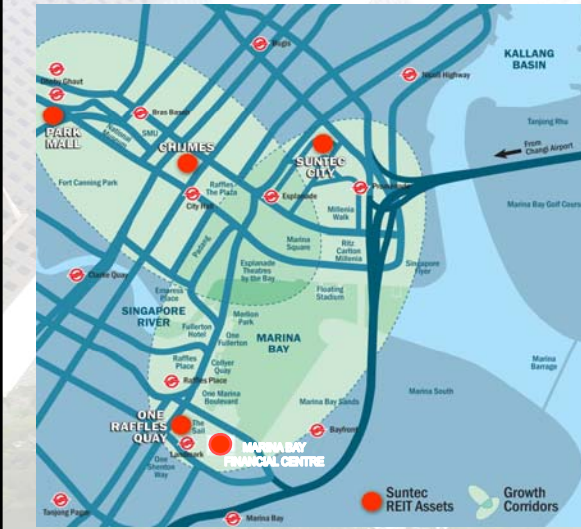 KALLANG
BASIN
Bugis
Nicoll Highway
Dhoby Ghaut
Tanjong Rhu
Bras Basah
PARK
MALL
National
Museum
SMU
CHIJMES
SUNTEC
CITY
From
Changi Airport
Fort Canning Park
Raffles
The Plaza
Esplanade
Promenade
City Hall
Millenia
Walk
Marina Bay Golf Course
Padang
Marina
Square
Ritz
Carlton
Millenia
Esplanade
Theatres
by the Bay
Singapore
Flyer
Clarke Quay
Floating
Stadium
Empress
Place
SINGAPORE
RIVER
Merlion
Park
Fullerton
Hotel
One
Fullerton
MARINA
BAY
Raffles
Place
Collyer
Quay
Marina
Barrage
Raffles Place
One Marina
Boulevard
Marina Bay Sands
Marina South
ONE
RAFFLES
QUAY
The
Sail
Bayfront
Landmark
MARINA BAY
FINANCIAL CENTRE
One
Shenton
Way
Tanjong Pagar
Marina Bay
Suntec
REIT Assets
Growth
Corridors